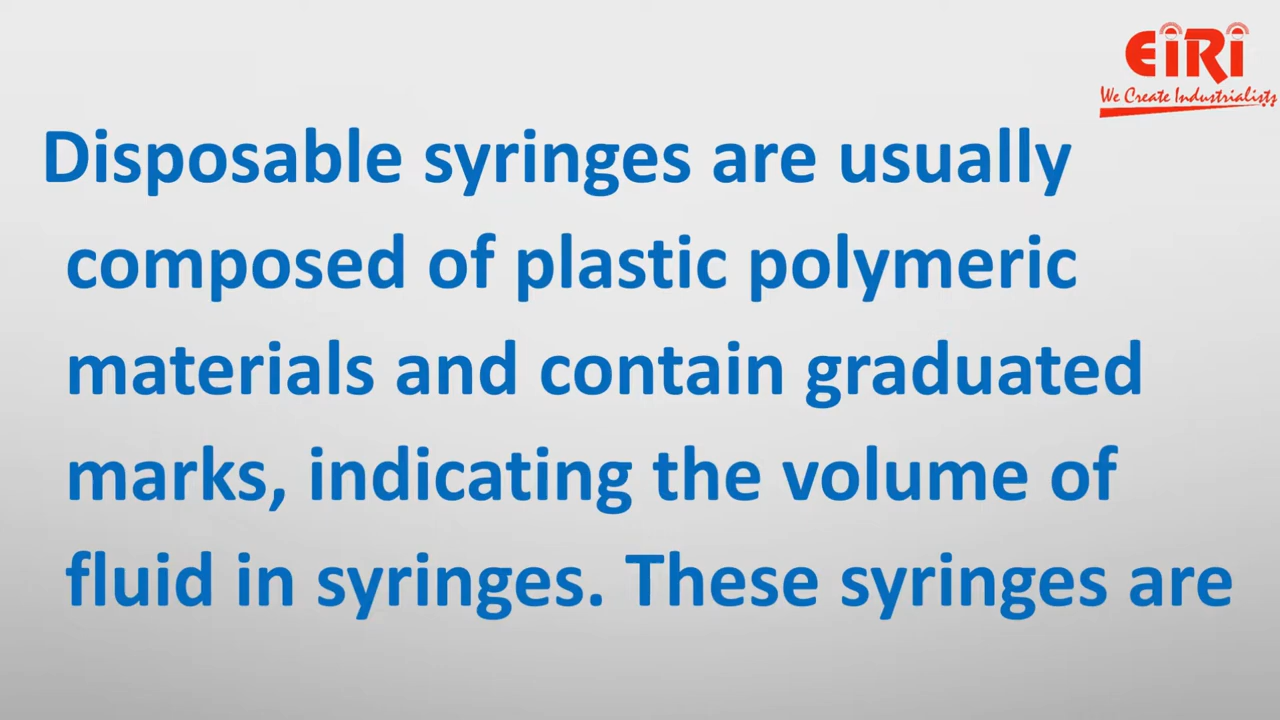 EiRi
We Create Industrialists
Disposable syringes are usually
composed of plastic polymeric
materials and contain graduated
marks, indicating the volume of
fluid in syringes. These syringes are